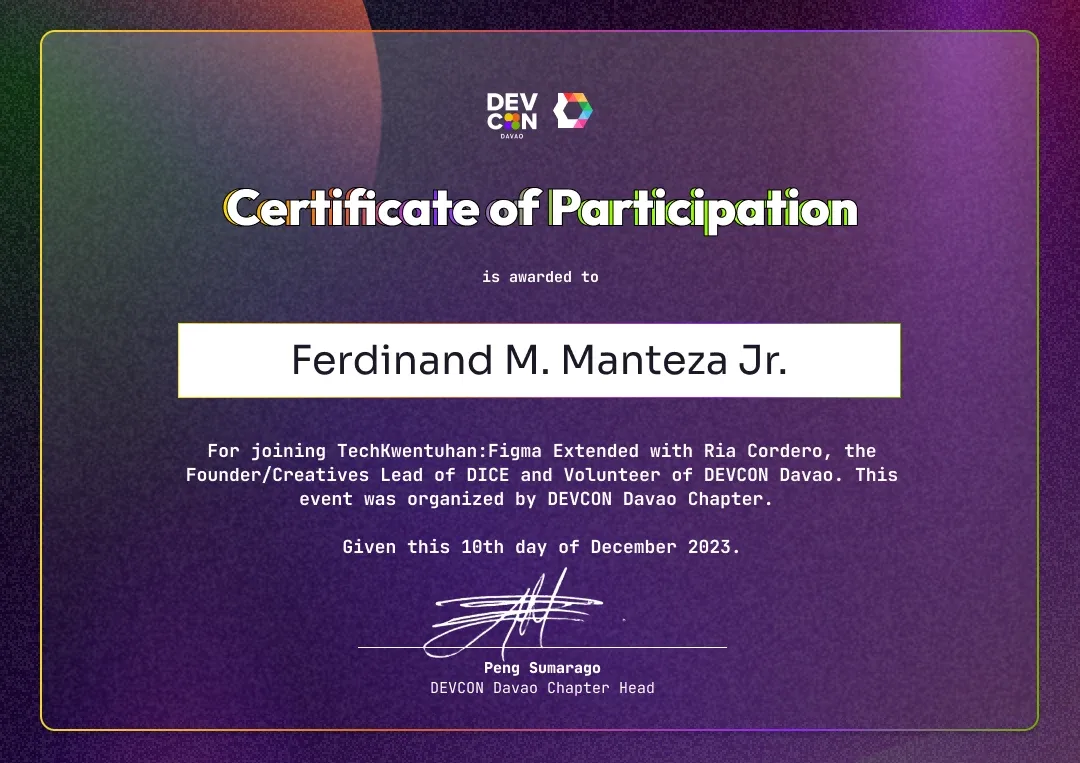 DEV
CON
DAVAO
Certificate of Participation
is awarded to
Ferdinand M. Manteza Jr.
For joining TechKwentuhan:Figma Extended with Ria Cordero, the
Founder/Creatives Lead of DICE and Volunteer of DEVCON Davao. This
event was organized by DEVCON Davao Chapter.
Given this 10th day of December 2023.
Peng Sumarago
DEVCON Davao Chapter Head